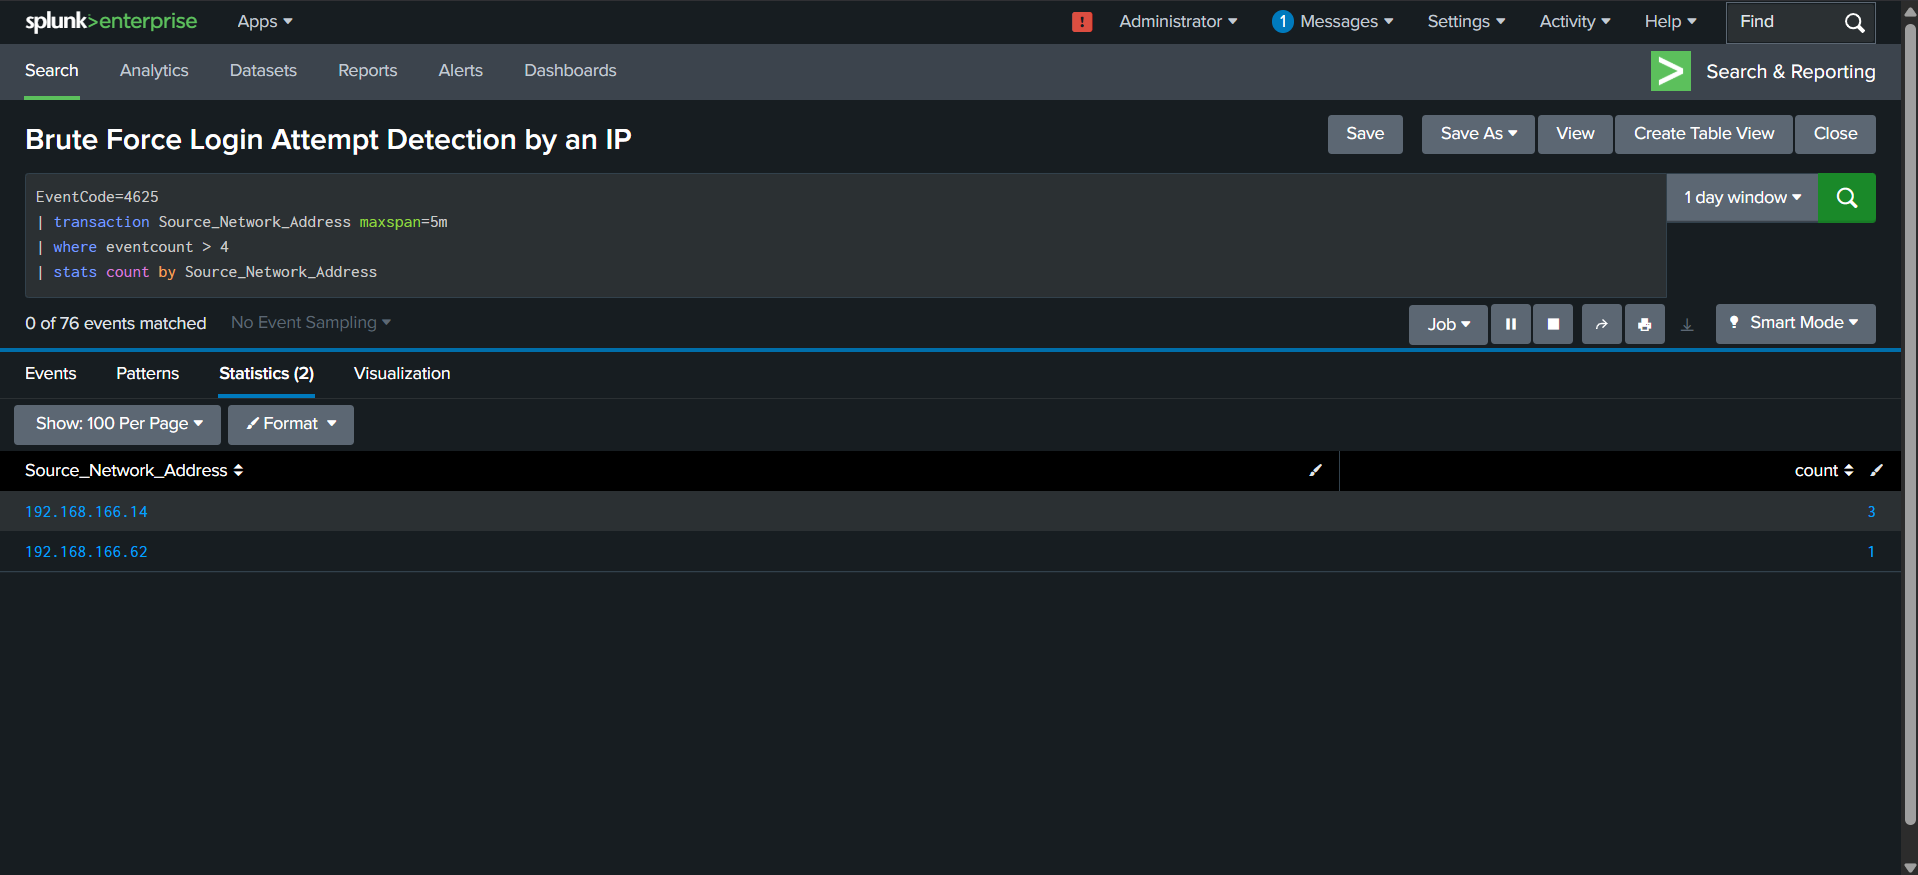 splunk>enterprise Apps ! Administrator 1 Messages Settings Activity Help Find
Search Analytics Datasets Reports Alerts Dashboards > Search & Reporting
Brute Force Login Attempt Detection by an IP Save Save As View Create Table View Close
EventCode=4625 1 day window
| transaction Source_Network_Address maxspan=5m
| where eventcount > 4
| stats count by Source_Network_Address
0 of 76 events matched No Event Sampling Job Smart Mode
Events Patterns Statistics (2) Visualization
Show: 100 Per Page Format
Source_Network_Address count
192.168.166.14 3
192.168.166.62 1